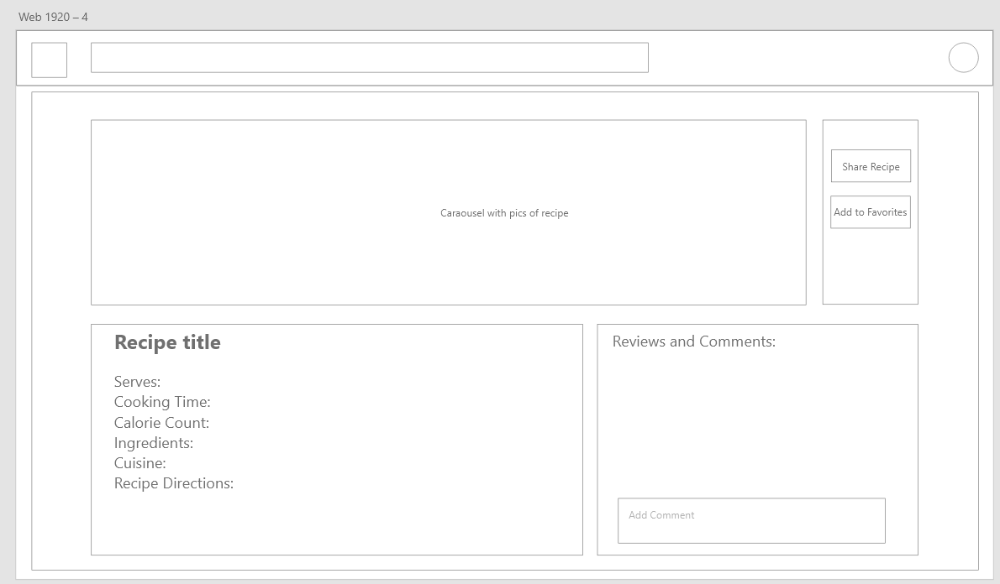 Web 1920 – 4
Caraousel with pics of recipe
Share Recipe
Add to Favorites
Recipe title
Serves:
Cooking Time:
Calorie Count:
Ingredients:
Cuisine:
Recipe Directions:
Reviews and Comments:
Add Comment